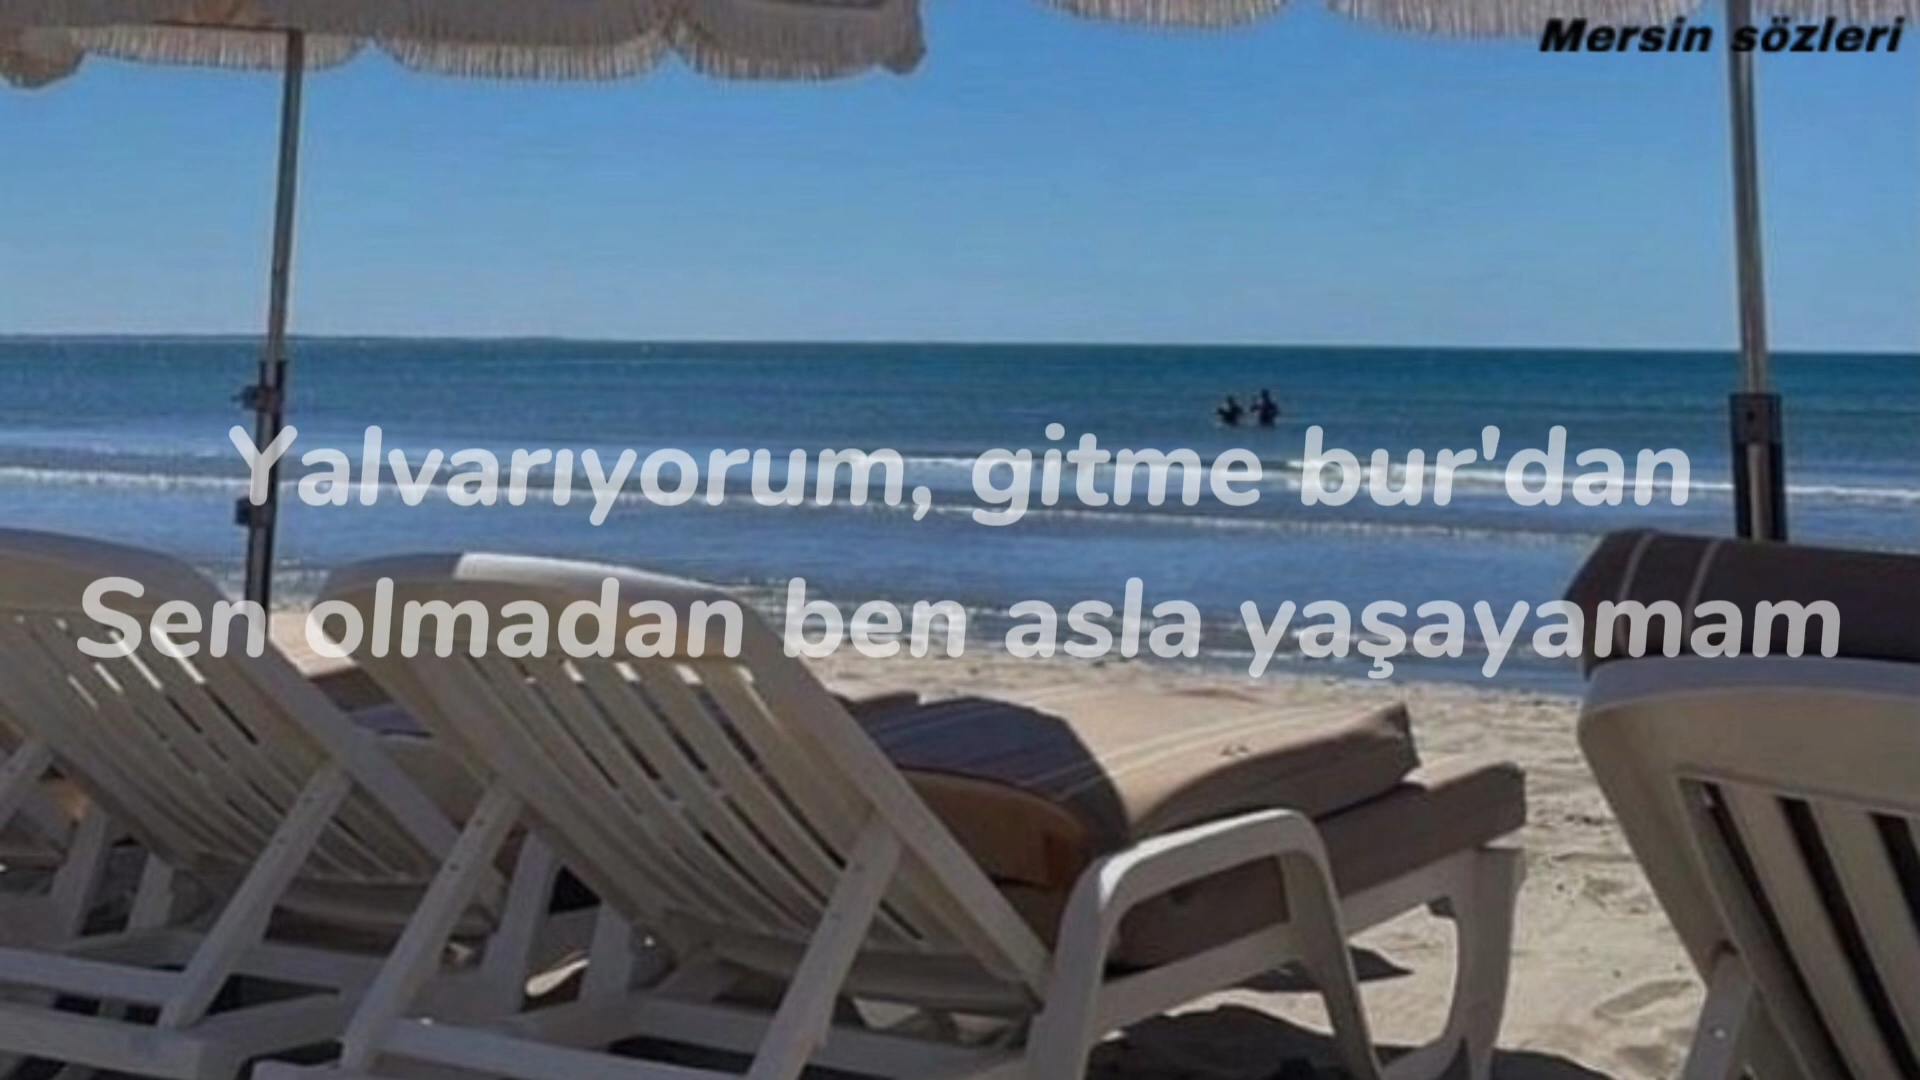 Mersin sözleri
Yalvarıyorum, gitme bur'dan
Sen olmadan ben asla yaşayamam